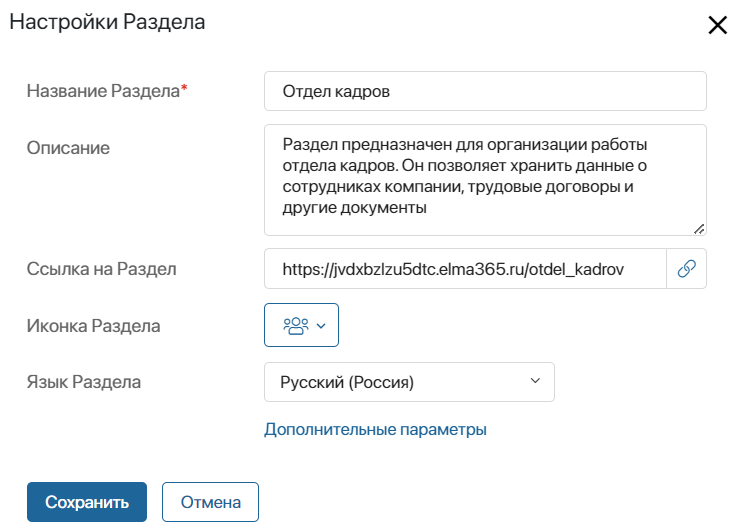 Настройки Раздела
Название Раздела*
Отдел кадров
Описание
Раздел предназначен для организации работы
отдела кадров. Он позволяет хранить данные о
сотрудниках компании, трудовые договоры и
другие документы
Ссылка на Раздел
https://jvdxbzlzu5dtc.elma365.ru/otdel_kadrov
Иконка Раздела
Язык Раздела
Русский (Россия)
Дополнительные параметры
Сохранить
Отмена